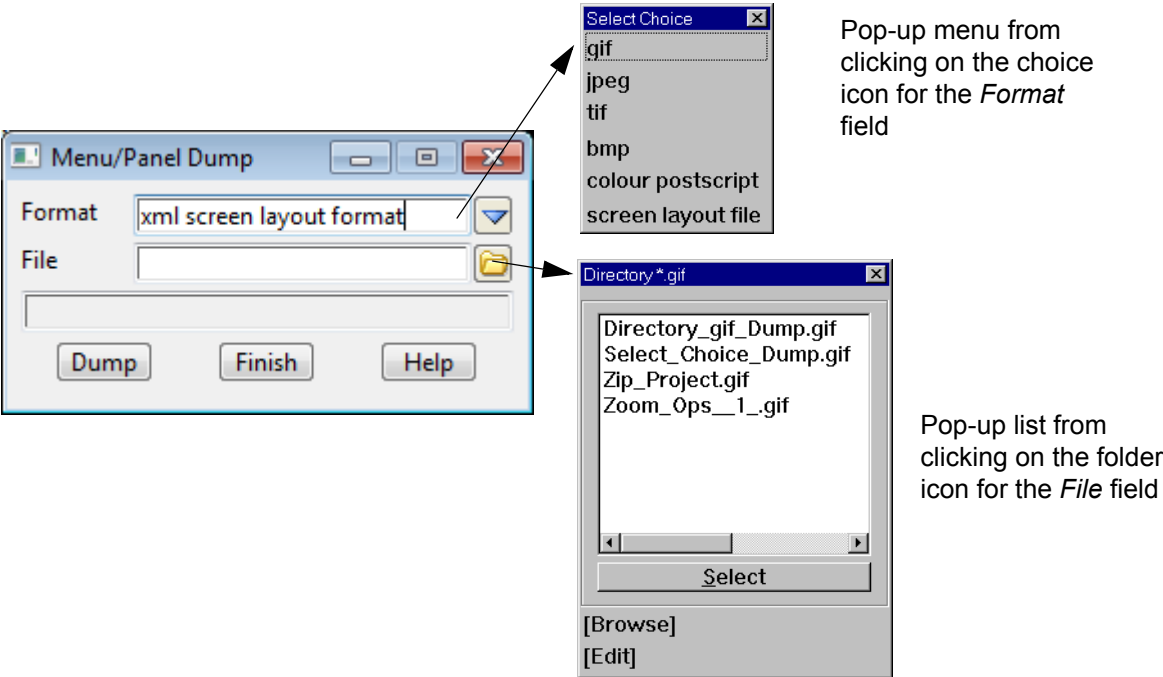 Select Choice
gif
jpeg
tif
bmp
colour postscript
screen layout file
Pop-up menu from
clicking on the choice
icon for the Format
field
Menu/Panel Dump
Format
xml screen layout format
File
Dump
Finish
Help
Directory *.gif
Directory_gif_Dump.gif
Select_Choice_Dump.gif
Zip_Project.gif
Zoom_Ops__1_.gif
Select
[Browse]
[Edit]
Pop-up list from
clicking on the folder
icon for the File field